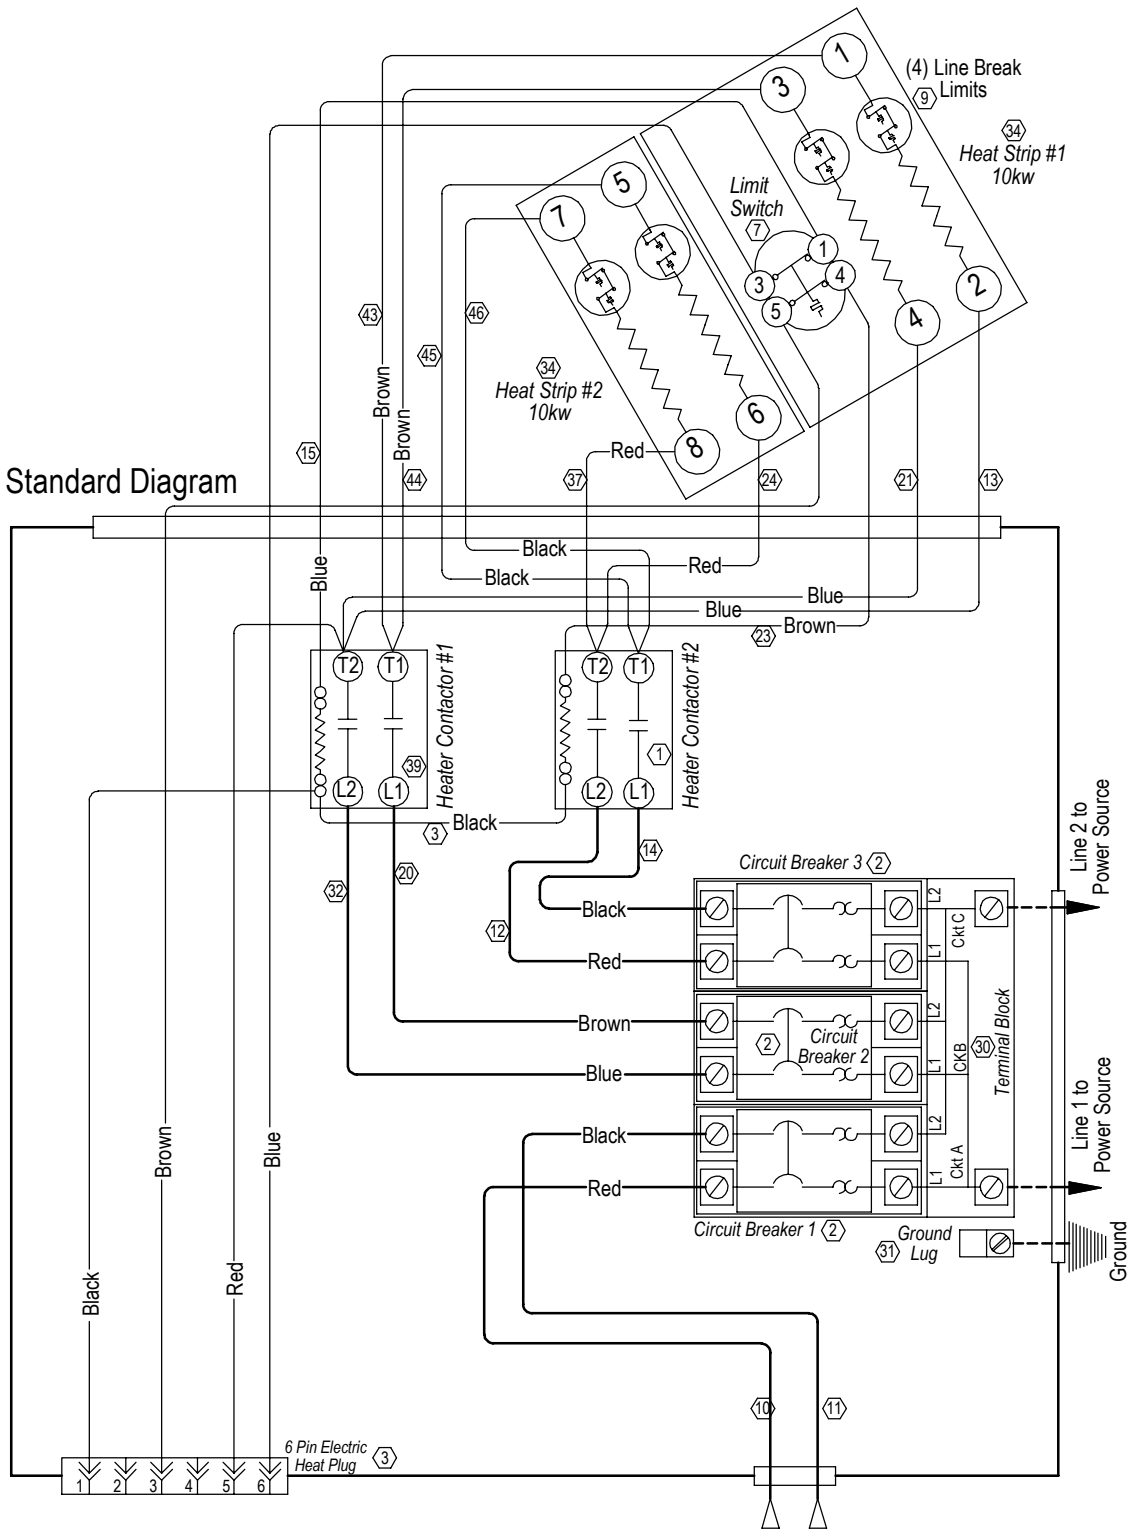 1
(4) Line Break
Limits
9
3
34
Heat Strip #1
10kw
5
7
Limit
Switch
7
1
3
4
5
2
4
43
46
45
34
Heat Strip #2
10kw
6
8
Brown
Brown
15
44
Red
37
24
21
13
Standard Diagram
Black
Black
Red
Blue
Blue
Blue
23
Brown
T2
T1
T2
T1
Heater Contactor #1
Heater Contactor #2
39
1
L2
L1
L2
L1
Black
3
14
20
32
12
Line 2 to
Power Source
Circuit Breaker 3
2
Black
L2
Ckt C
L1
Red
Brown
L2
2
Circuit
Breaker 2
CKB
30
Terminal Block
Blue
L1
Line 1 to
Power Source
Black
L2
Ckt A
Red
L1
Circuit Breaker 1
2
31
Ground
Lug
Ground
Brown
Blue
Black
Red
10
11
6 Pin Electric
Heat Plug
3
1
2
3
4
5
6